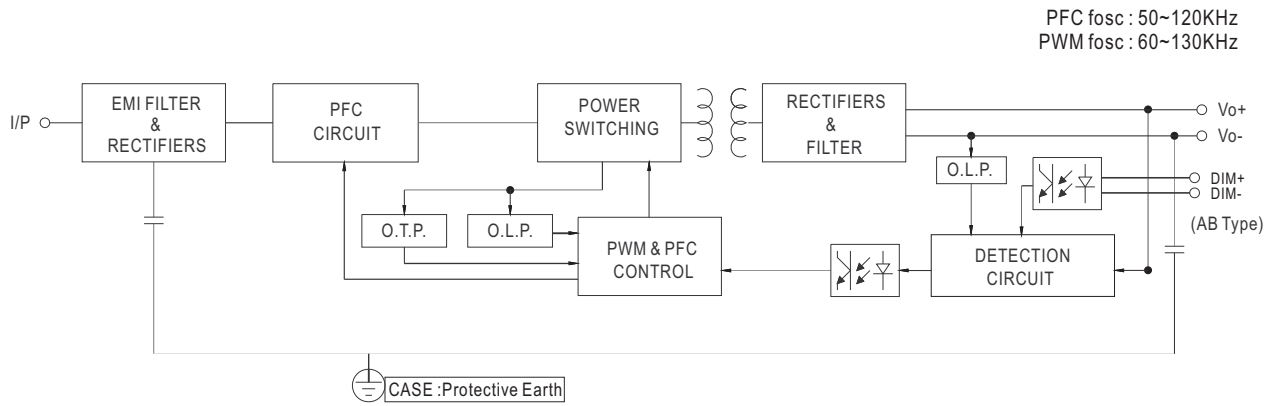 PFC fosc : 50~120KHz
PWM fosc : 60~130KHz
I/P
EMI FILTER
&
RECTIFIERS
PFC
CIRCUIT
POWER
SWITCHING
RECTIFIERS
&
FILTER
Vo+
Vo-
O.L.P.
DIM+
DIM-
(AB Type)
O.T.P.
O.L.P.
PWM & PFC
CONTROL
DETECTION
CIRCUIT
CASE :Protective Earth